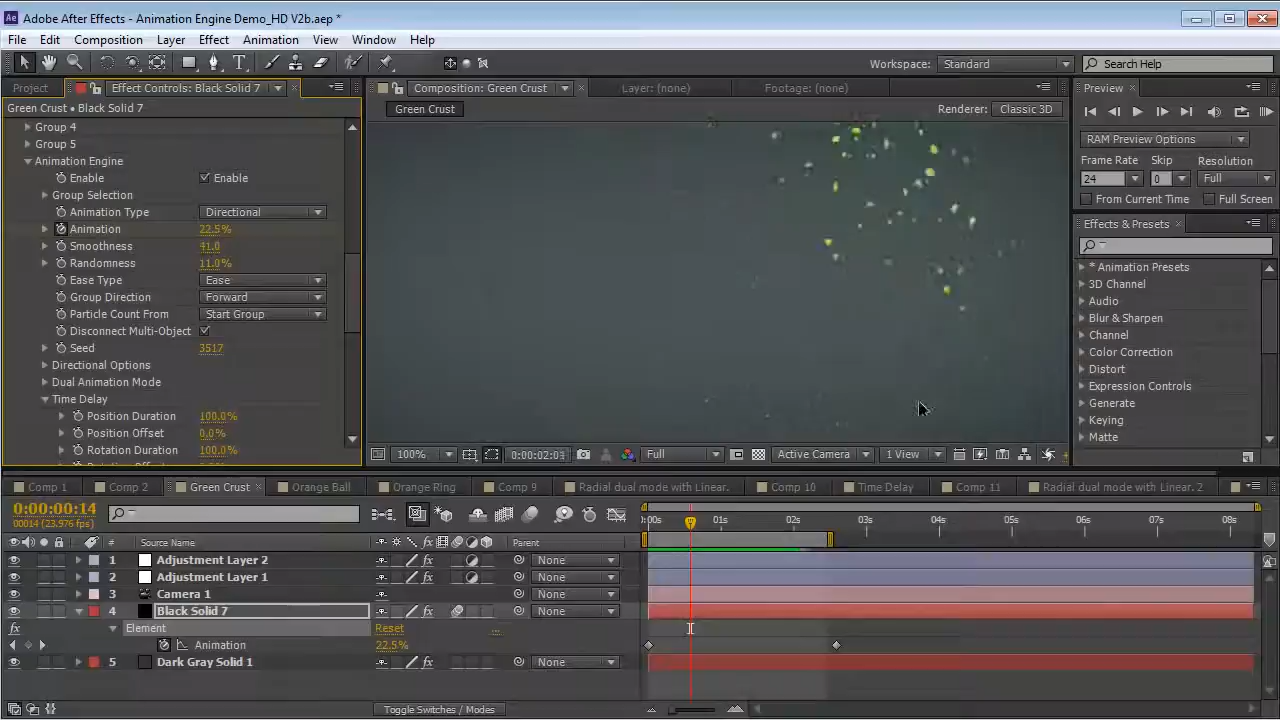 Adobe After Effects - Animation Engine Demo_HD V2b.aep *
File Edit Composition Layer Effect Animation View Window Help
Workspace: Standard Search Help
Project Effect Controls: Black Solid 7 Composition: Green Crust Layer: (none) Footage: (none) Preview
Green Crust • Black Solid 7 Green Crust Renderer: Classic 3D
Group 4
Group 5
Animation Engine
Enable Enable
Group Selection
Animation Type Directional
Animation 22.5%
Smoothness 41.0
Randomness 11.0%
Ease Type Ease
Group Direction Forward
Particle Count From Start Group
Disconnect Multi-Object
Seed 3517
Directional Options
Dual Animation Mode
Time Delay
Position Duration 100.0%
Position Offset 0.0%
Rotation Duration 100.0%
100% 0:00:02:03 Full Active Camera 1 View
RAM Preview Options
Frame Rate Skip Resolution
24 0 Full
From Current Time Full Screen
Effects & Presets
* Animation Presets
3D Channel
Audio
Blur & Sharpen
Channel
Color Correction
Distort
Expression Controls
Generate
Keying
Matte
Comp 1 Comp 2 Green Crust Orange Ball Orange Ring Comp 9 Radial dual mode with Linear. Comp 10 Time Delay Comp 11 Radial dual mode with Linear. 2
0:00:00:14
00014 (23.976 fps)
:00s 01s 02s 03s 04s 05s 06s 07s 08s
# Source Name Parent
1 Adjustment Layer 2 None
2 Adjustment Layer 1 None
3 Camera 1 None
4 Black Solid 7 None
Element Reset ...
Animation 22.5%
5 Dark Gray Solid 1 None
Toggle Switches / Modes